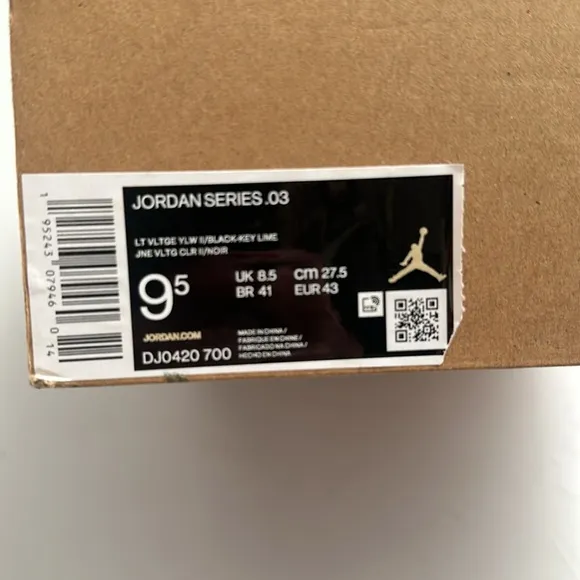 JORDAN SERIES .03
LT VLTGE YLW II/BLACK-KEY LIME
JNE VLTG CLR II/NOIR
9⁵
UK 8.5 cm 27.5
BR 41 EUR 43
JORDAN.COM
DJ0420 700
MADE IN CHINA /
FABRIQUE EN CHINE /
FABRICADO NA CHINA /
HECHO EN CHINA
1 95243 07946 0 14